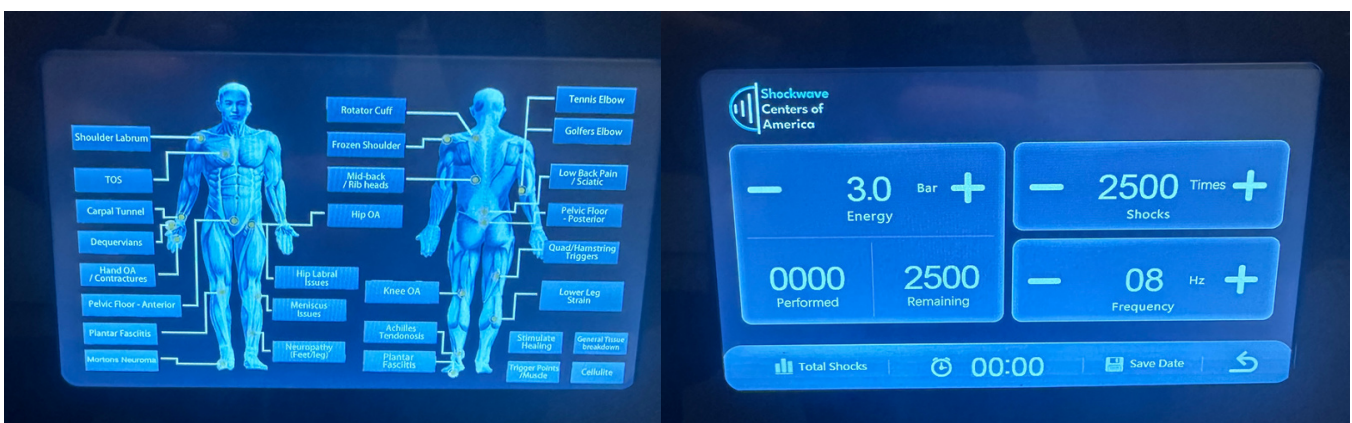 Shoulder Labrum
TOS
Carpal Tunnel
Dequervians
Hand OA
/ Contractures
Pelvic Floor - Anterior
Plantar Fasciitis
Mortons Neuroma
Rotator Cuff
Frozen Shoulder
Mid-back
/ Rib heads
Hip OA
Hip Labral
Issues
Meniscus
Issues
Neuropathy
(Feet/leg)
Knee OA
Achilles
Tendonosis
Plantar
Fasciitis
Tennis Elbow
Golfers Elbow
Low Back Pain
/ Sciatic
Pelvic Floor
- Posterior
Quad/Hamstring
Triggers
Lower Leg
Strain
Stimulate
Healing
General Tissue
breakdown
Trigger Points
/Muscle
Cellulite
Shockwave
Centers of
America
3.0 Bar
Energy
0000
Performed
2500
Remaining
2500 Times
Shocks
08 Hz
Frequency
Total Shocks
00:00
Save Date